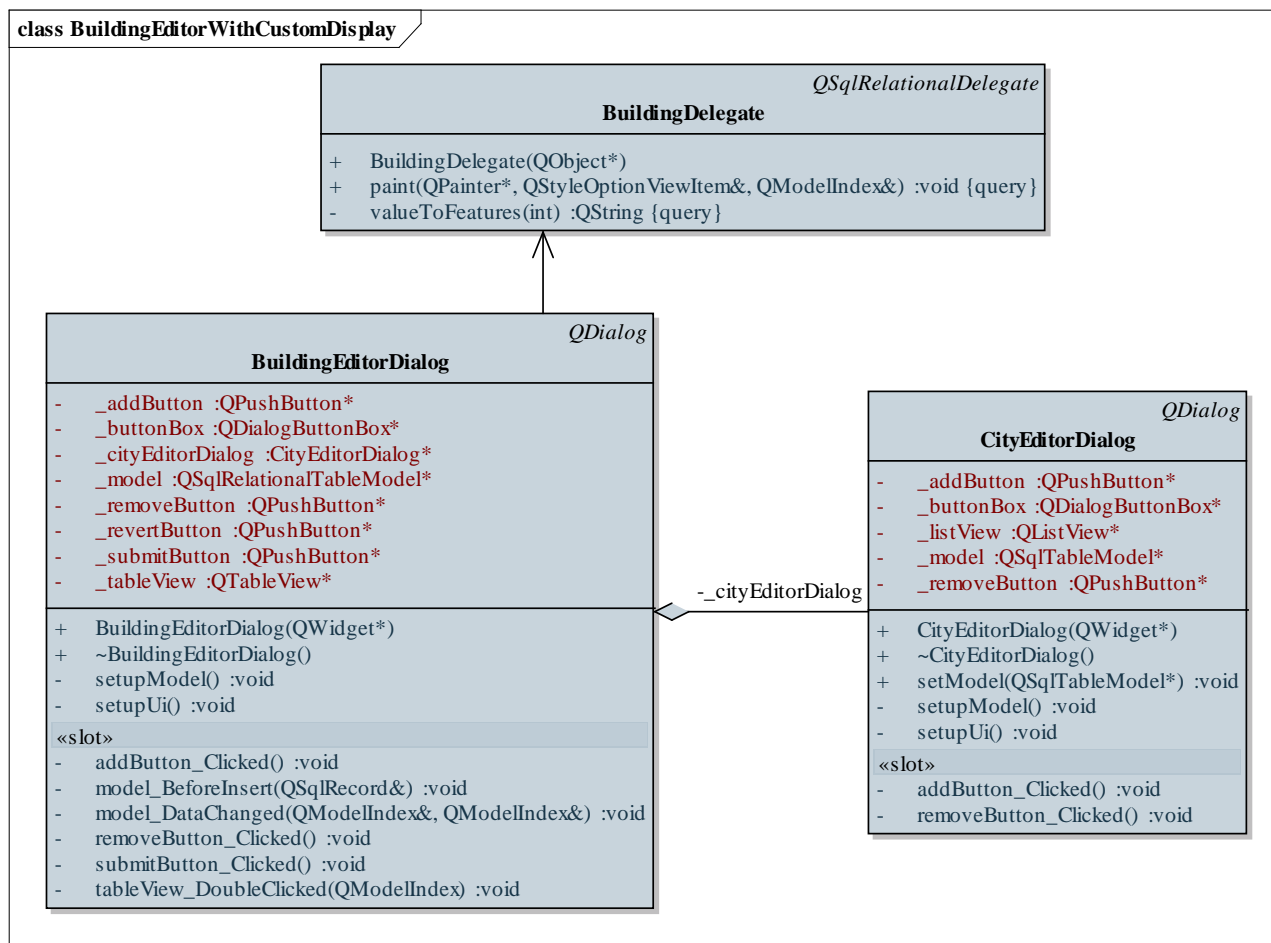 class BuildingEditorWithCustomDisplay
QSqlRelationalDelegate
BuildingDelegate
+ BuildingDelegate(QObject*)
+ paint(QPainter*, QStyleOptionViewItem&, QModelIndex&) :void {query}
- valueToFeatures(int) :QString {query}
QDialog
BuildingEditorDialog
- _addButton :QPushButton*
- _buttonBox :QDialogButtonBox*
- _cityEditorDialog :CityEditorDialog*
- _model :QSqlRelationalTableModel*
- _removeButton :QPushButton*
- _revertButton :QPushButton*
- _submitButton :QPushButton*
- _tableView :QTableView*
+ BuildingEditorDialog(QWidget*)
+ ~BuildingEditorDialog()
- setupModel() :void
- setupUi() :void
«slot»
- addButton_Clicked() :void
- model_BeforeInsert(QSqlRecord&) :void
- model_DataChanged(QModelIndex&, QModelIndex&) :void
- removeButton_Clicked() :void
- submitButton_Clicked() :void
- tableView_DoubleClicked(QModelIndex) :void
-_cityEditorDialog
QDialog
CityEditorDialog
- _addButton :QPushButton*
- _buttonBox :QDialogButtonBox*
- _listView :QListView*
- _model :QSqlTableModel*
- _removeButton :QPushButton*
+ CityEditorDialog(QWidget*)
+ ~CityEditorDialog()
+ setModel(QSqlTableModel*) :void
- setupModel() :void
- setupUi() :void
«slot»
- addButton_Clicked() :void
- removeButton_Clicked() :void